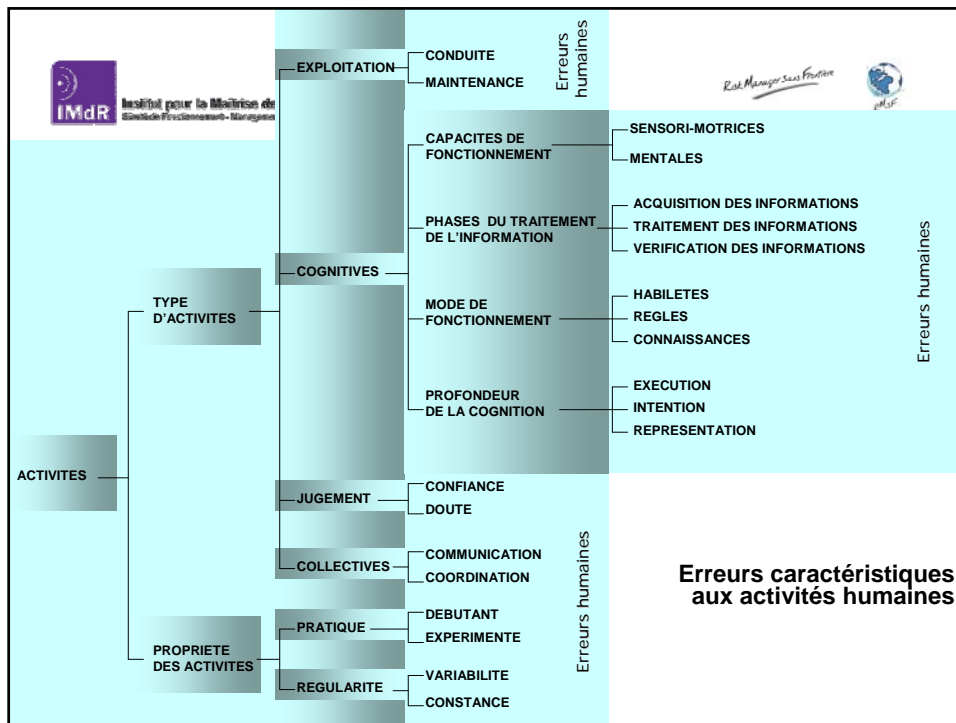 IMdR
Institut pour la Maîtrise des
Risk Manager Sans Frontière
RMSF
EXPLOITATION
CONDUITE
MAINTENANCE
Erreurs
humaines
COGNITIVES
CAPACITES DE
FONCTIONNEMENT
SENSORI-MOTRICES
MENTALES
PHASES DU TRAITEMENT
DE L'INFORMATION
ACQUISITION DES INFORMATIONS
TRAITEMENT DES INFORMATIONS
VERIFICATION DES INFORMATIONS
MODE DE
FONCTIONNEMENT
HABILETES
REGLES
CONNAISSANCES
PROFONDEUR
DE LA COGNITION
EXECUTION
INTENTION
REPRESENTATION
Erreurs humaines
TYPE
D'ACTIVITES
ACTIVITES
JUGEMENT
CONFIANCE
DOUTE
COLLECTIVES
COMMUNICATION
COORDINATION
PROPRIETE
DES ACTIVITES
PRATIQUE
DEBUTANT
EXPERIMENTE
REGULARITE
VARIABILITE
CONSTANCE
Erreurs humaines
Erreurs caractéristiques
aux activités humaines